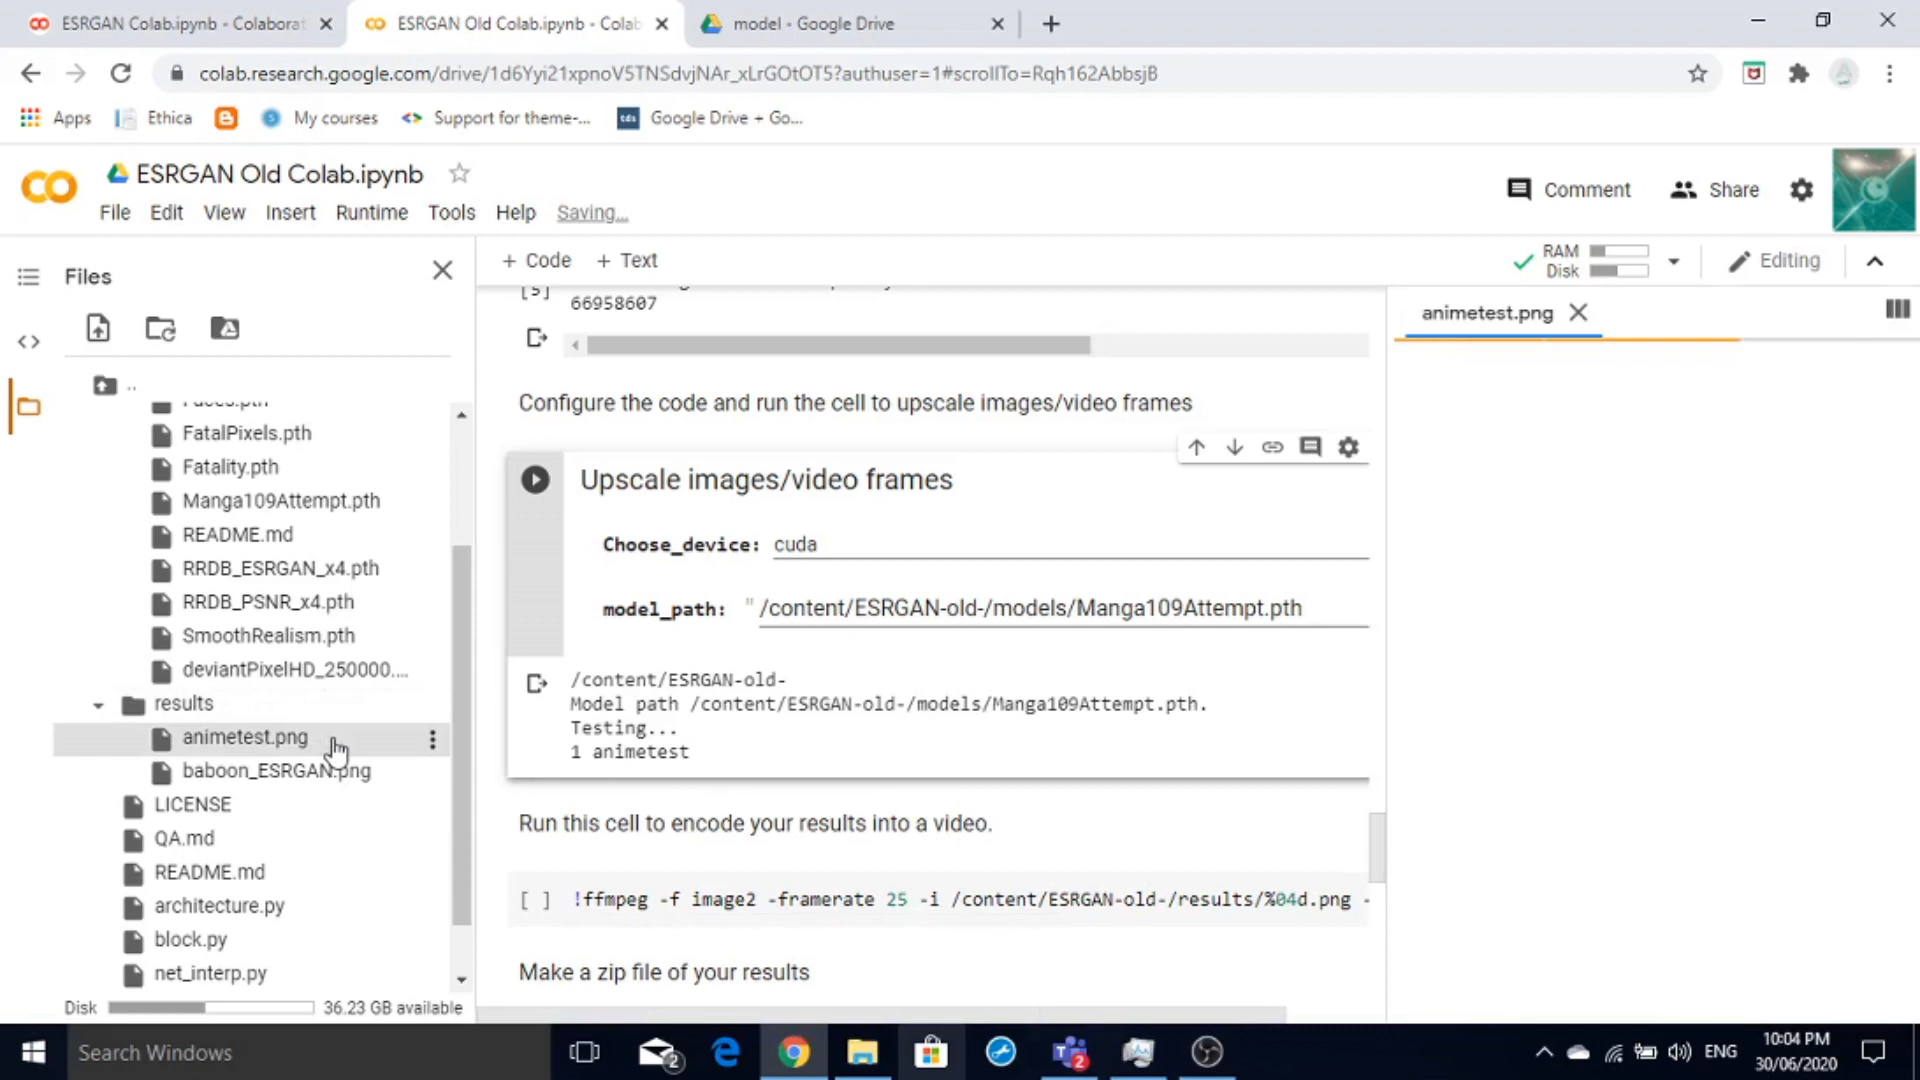 ESRGAN Colab.ipynb - Colaborat
ESRGAN Old Colab.ipynb - Colab
model - Google Drive
colab.research.google.com/drive/1d6Yyi21xpnoV5TNSdvjNAr_xLrGOtOT5?authuser=1#scrollTo=Rqh162AbbsjB
Apps
Ethica
My courses
Support for theme-...
tds
Google Drive + Go...
ESRGAN Old Colab.ipynb
Comment
Share
File Edit View Insert Runtime Tools Help Saving...
Files
+ Code + Text
RAM
Disk
Editing
animetest.png
..
FatalPixels.pth
Fatality.pth
Manga109Attempt.pth
README.md
RRDB_ESRGAN_x4.pth
RRDB_PSNR_x4.pth
SmoothRealism.pth
deviantPixelHD_250000....
results
animetest.png
baboon_ESRGAN.png
LICENSE
QA.md
README.md
architecture.py
block.py
net_interp.py
Disk 36.23 GB available
[5]
66958607
Configure the code and run the cell to upscale images/video frames
Upscale images/video frames
Choose_device: cuda
model_path: " /content/ESRGAN-old-/models/Manga109Attempt.pth
/content/ESRGAN-old-
Model path /content/ESRGAN-old-/models/Manga109Attempt.pth.
Testing...
1 animetest
Run this cell to encode your results into a video.
[ ] !ffmpeg -f image2 -framerate 25 -i /content/ESRGAN-old-/results/%04d.png -
Make a zip file of your results
Search Windows
2
2
ENG
10:04 PM
30/06/2020